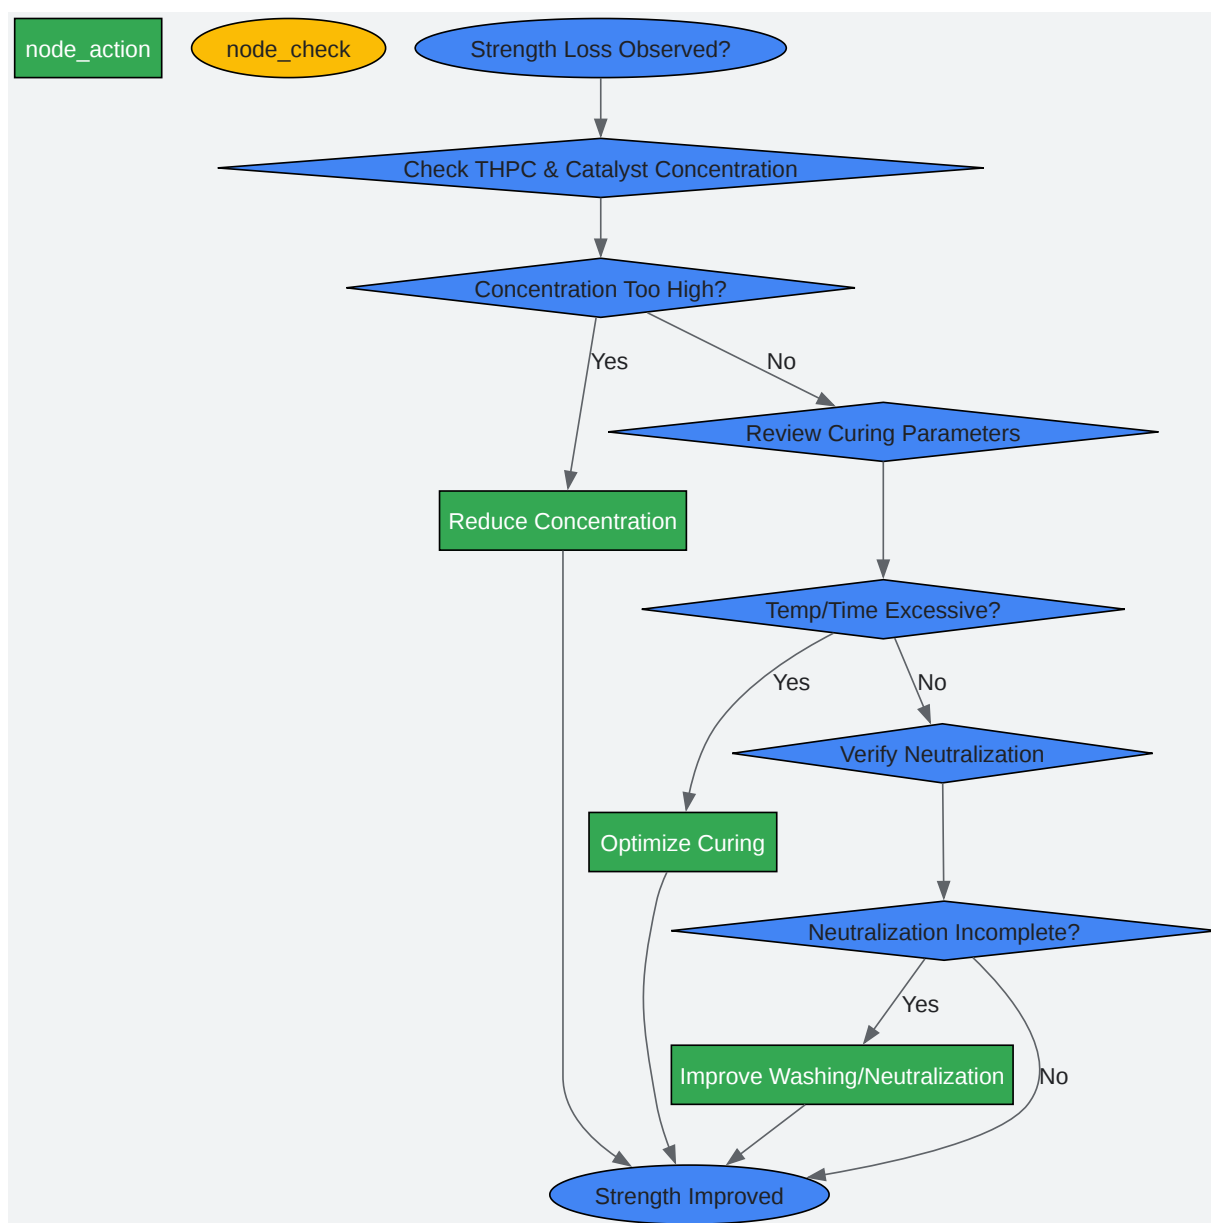 node_action
node_check
Strength Loss Observed?
Check THPC & Catalyst Concentration
Concentration Too High?
Yes
No
Review Curing Parameters
Reduce Concentration
Temp/Time Excessive?
Yes
No
Verify Neutralization
Optimize Curing
Neutralization Incomplete?
Yes
Improve Washing/Neutralization
No
Strength Improved